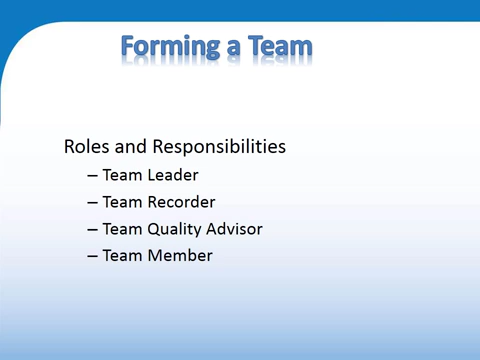 Forming a Team
Roles and Responsibilities
– Team Leader
– Team Recorder
– Team Quality Advisor
– Team Member